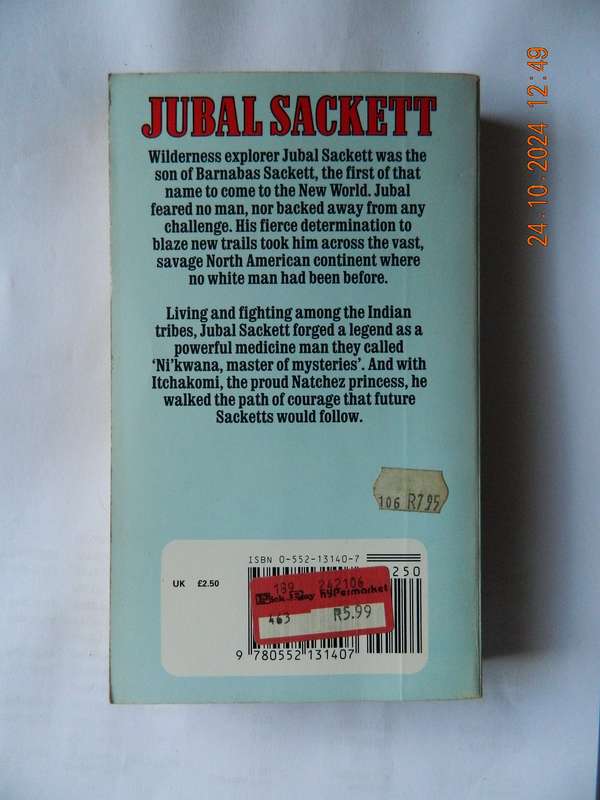 JUBAL SACKETT
Wilderness explorer Jubal Sackett was the
son of Barnabas Sackett, the first of that
name to come to the New World. Jubal
feared no man, nor backed away from any
challenge. His fierce determination to
blaze new trails took him across the vast,
savage North American continent where
no white man had been before.
Living and fighting among the Indian
tribes, Jubal Sackett forged a legend as a
powerful medicine man they called
‘Ni’kwana, master of mysteries’. And with
Itchakomi, the proud Natchez princess, he
walked the path of courage that future
Sacketts would follow.
106 R7.95
ISBN 0-552-13140-7
UK £2.50
250
199 242106
hypermarket
463 R5.99
9 780552 131407
24.10.2024 12:49